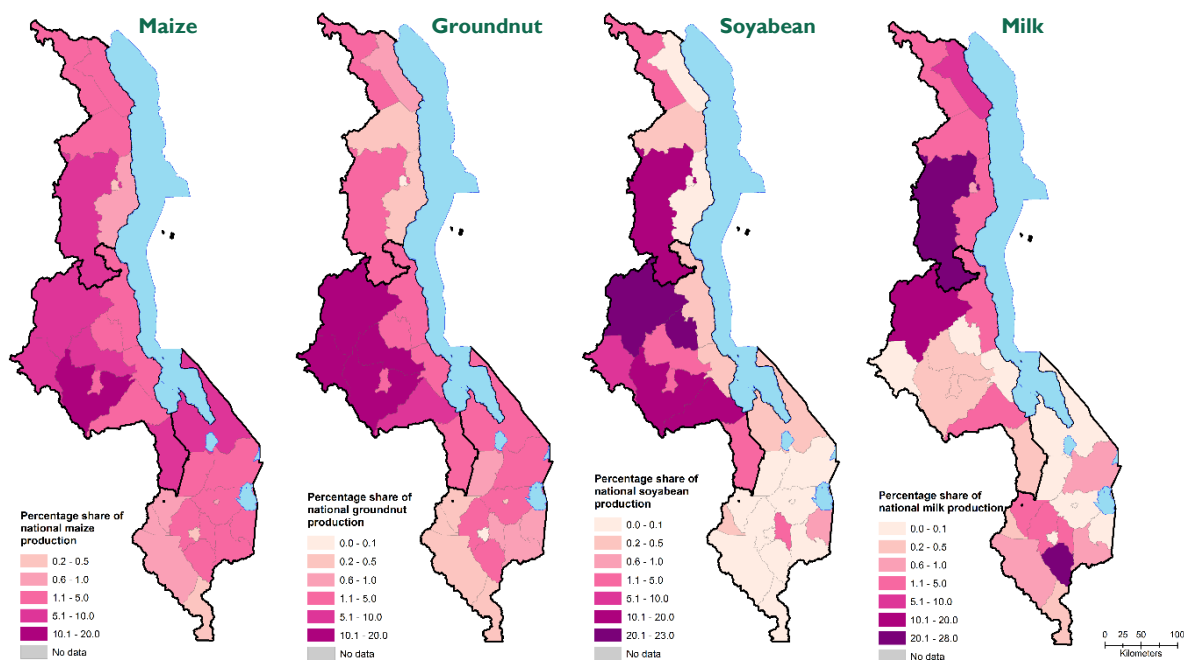 Maize
Groundnut
Soyabean
Milk
Percentage share of
national maize
production
0.2 - 0.5
0.6 - 1.0
1.1 - 5.0
5.1 - 10.0
10.1 - 20.0
No data
Percentage share of
national groundnut
production
0.0 - 0.1
0.2 - 0.5
0.6 - 1.0
1.1 - 5.0
5.1 - 10.0
10.1 - 20.0
No data
Percentage share of
national soyabean
production
0.0 - 0.1
0.2 - 0.5
0.6 - 1.0
1.1 - 5.0
5.1 - 10.0
10.1 - 20.0
20.1 - 23.0
No data
Percentage share of
national milk production
0.0 - 0.1
0.2 - 0.5
0.6 - 1.0
1.1 - 5.0
5.1 - 10.0
10.1 - 20.0
20.1 - 28.0
No data
0 25 50 100
Kilometers